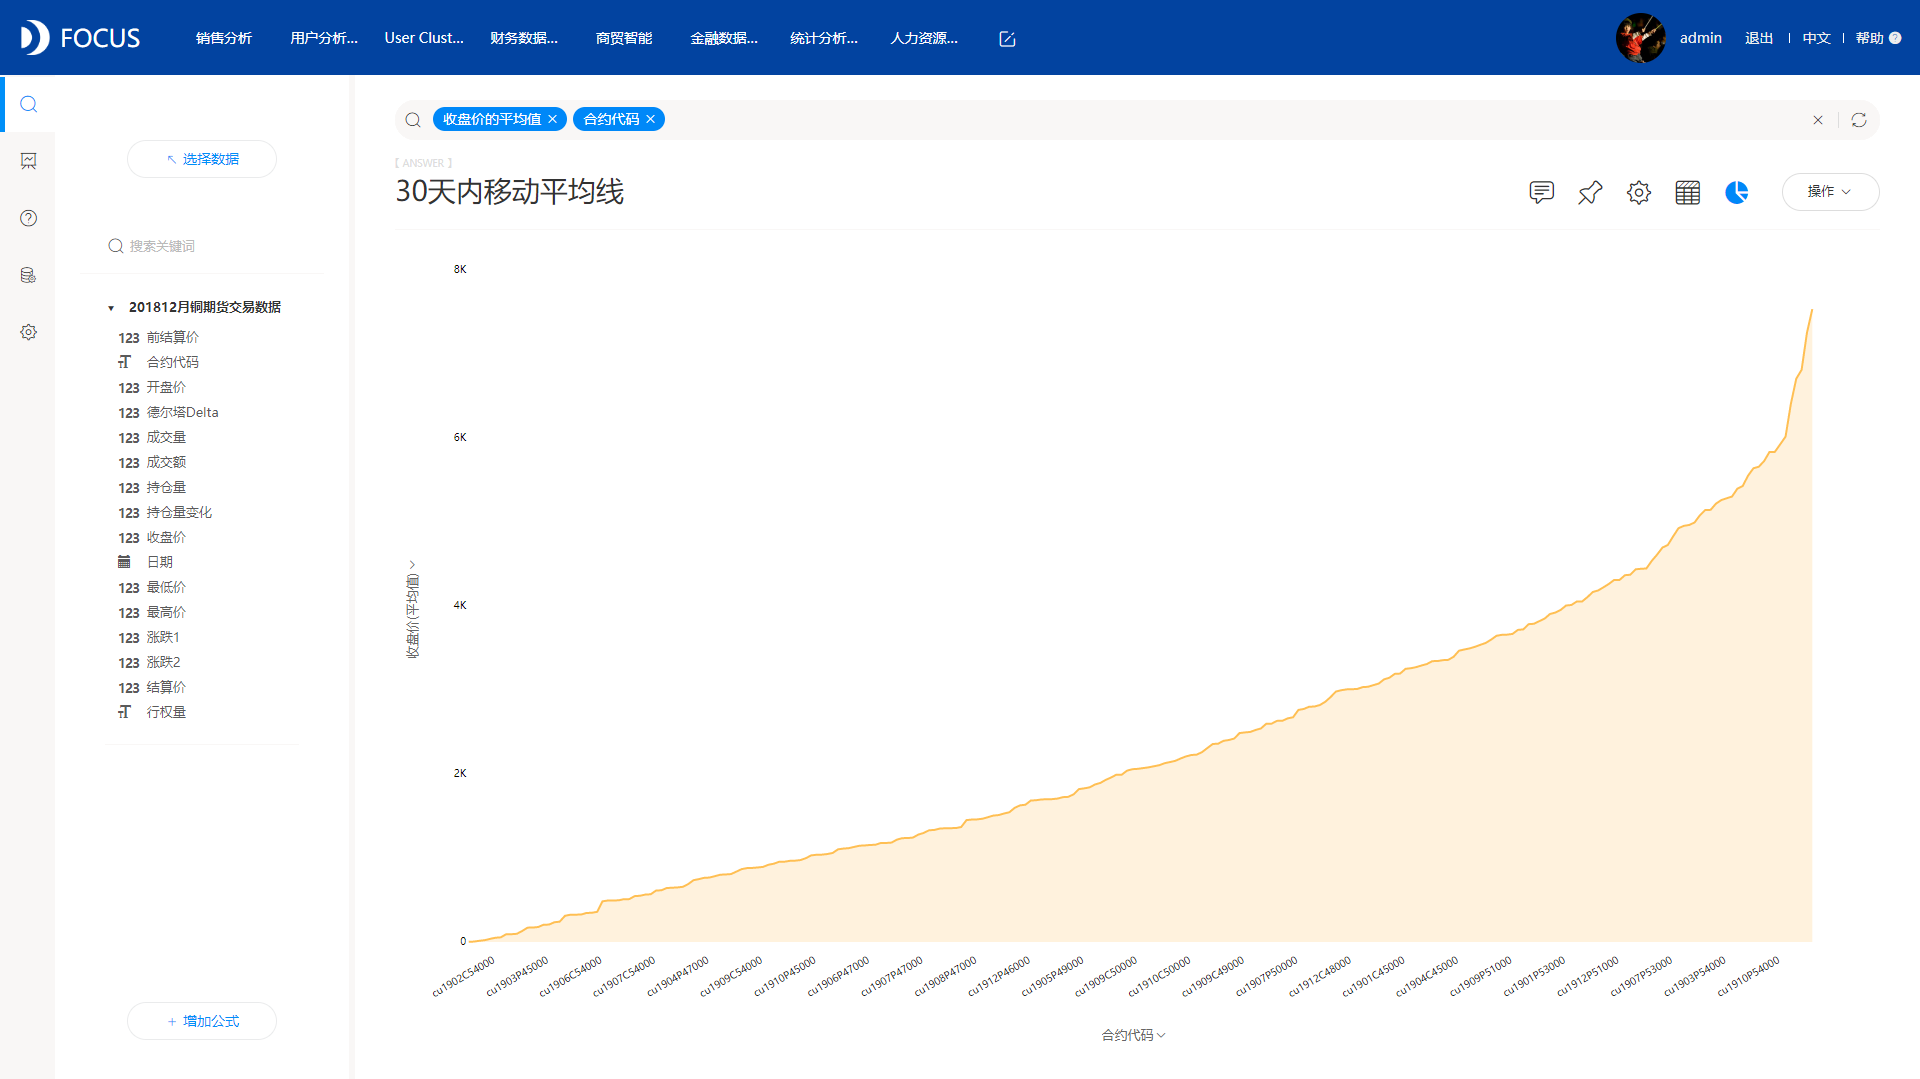 FOCUS 销售分析 用户分析... User Clust... 财务数据... 商贸智能 金融数据... 统计分析... 人力资源... admin 退出 中文 帮助 ?
收盘价的平均值 合约代码
[ ANSWER ]
30天内移动平均线
操作
选择数据
搜索关键词
201812月铜期货交易数据
123 前结算价
合约代码
123 开盘价
123 德尔塔Delta
123 成交量
123 成交额
123 持仓量
123 持仓量变化
123 收盘价
日期
123 最低价
123 最高价
123 涨跌1
123 涨跌2
123 结算价
行权量
+ 增加公式
收盘价(平均值)
8K
6K
4K
2K
0
cu1902C54000 cu1903P45000 cu1906C54000 cu1907C54000 cu1904P47000 cu1909C54000 cu1910P45000 cu1906P47000 cu1907P47000 cu1908P47000 cu1912P46000 cu1905P49000 cu1909C50000 cu1910C50000 cu1909C49000 cu1907P50000 cu1912C48000 cu1901C45000 cu1904C45000 cu1909P51000 cu1901P53000 cu1912P51000 cu1907P53000 cu1903P54000 cu1910P54000
合约代码